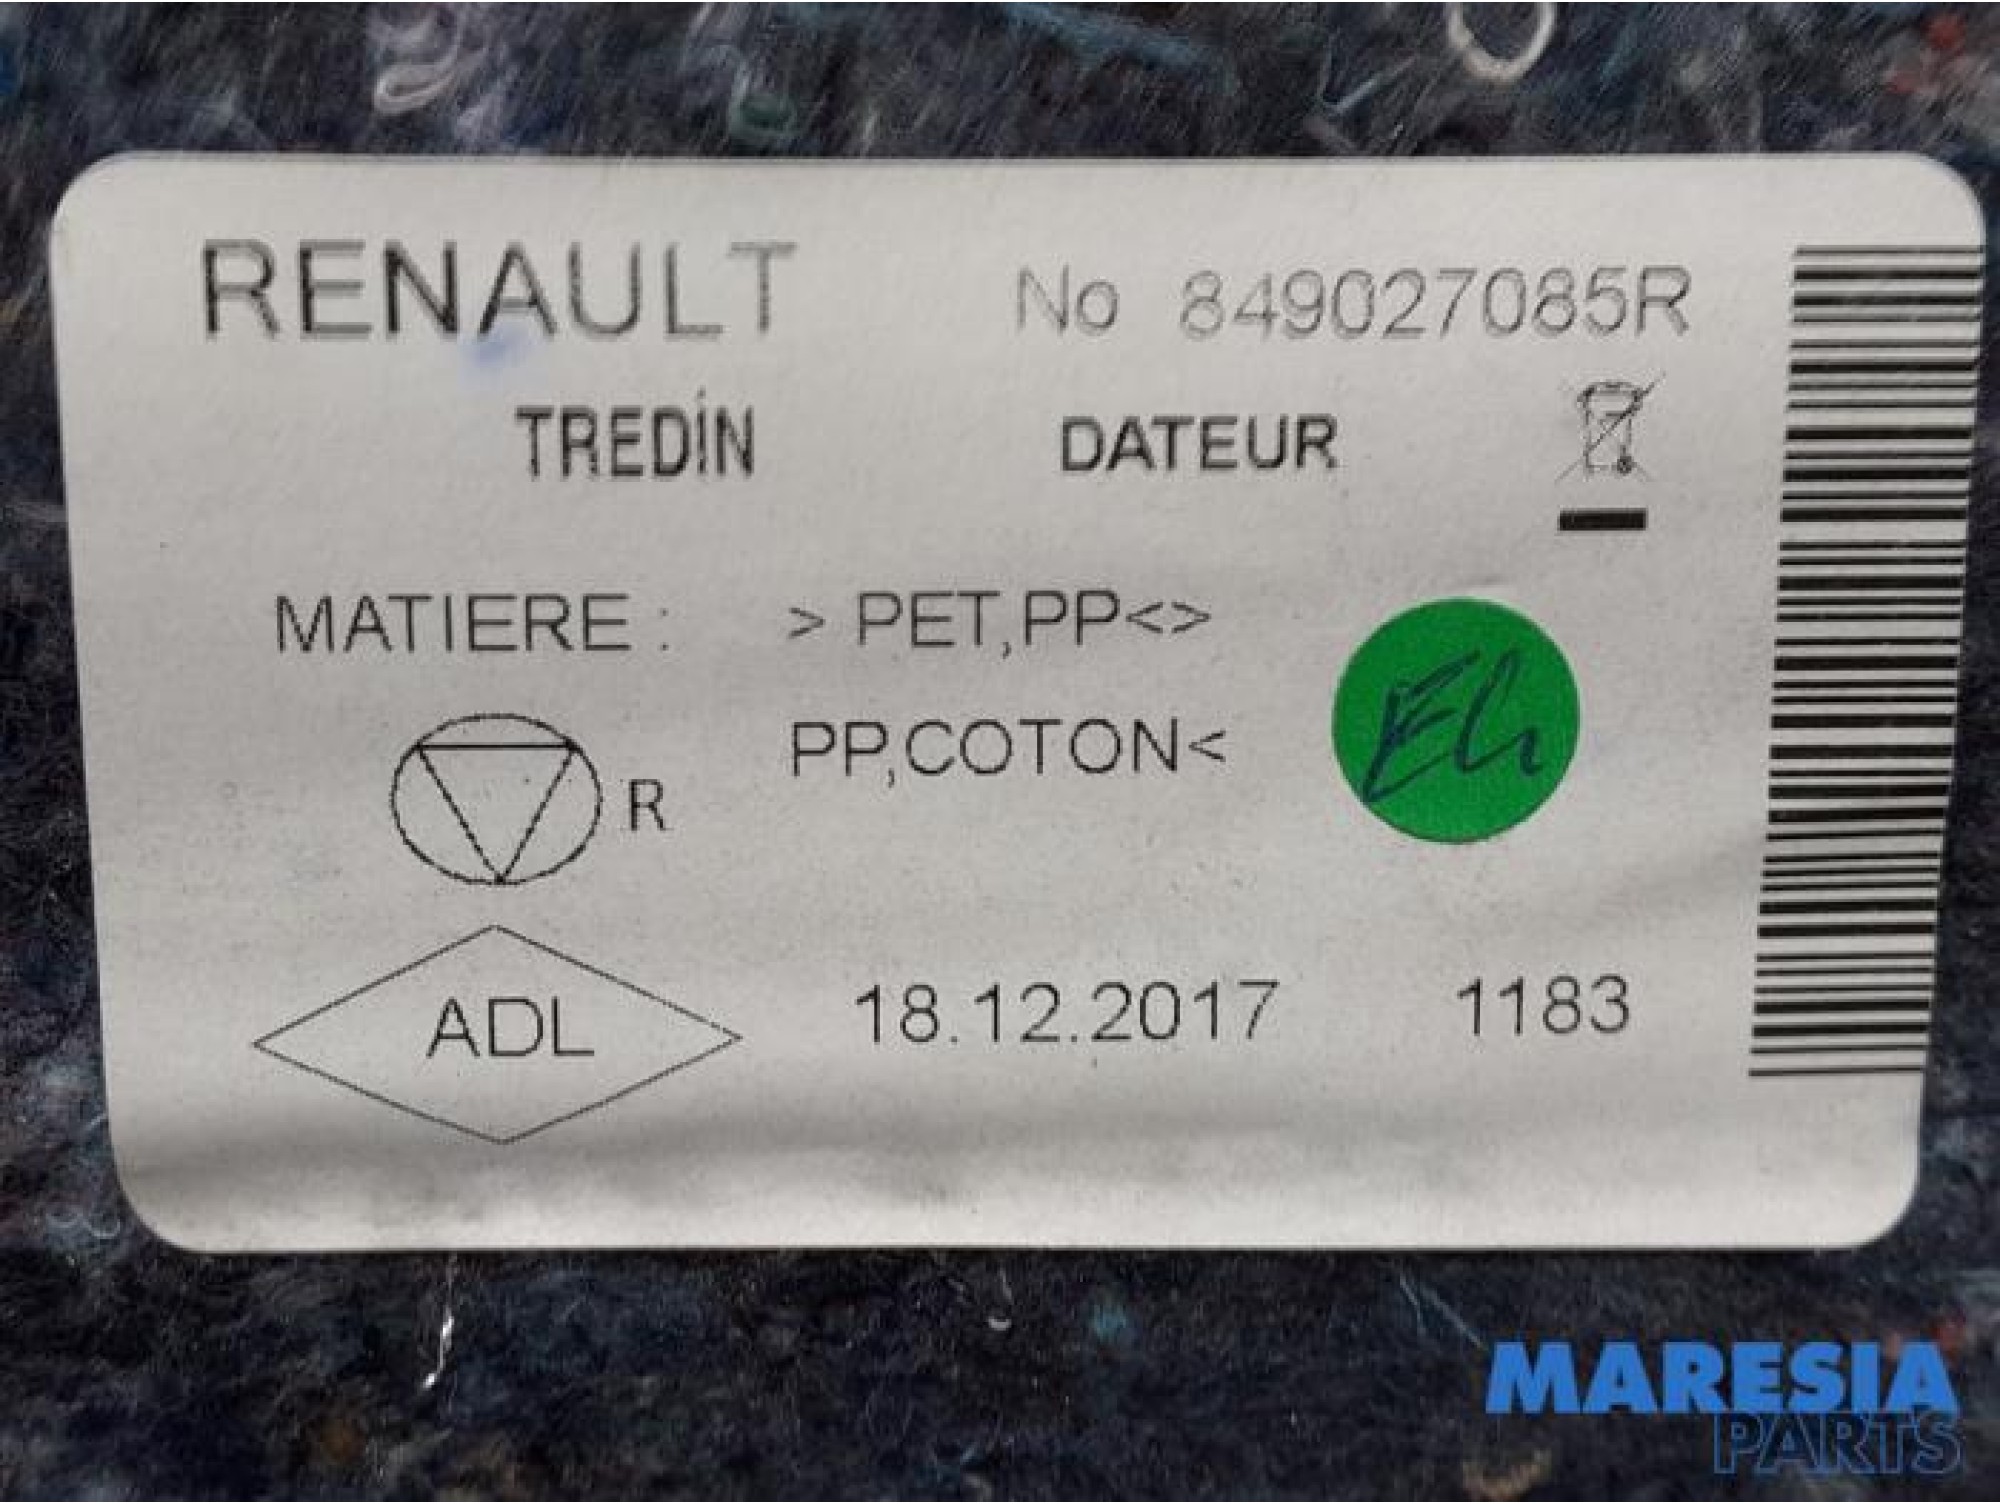 RENAULT No 849027085R
TREDİN DATEUR
MATIERE : > PET,PP<>
PP,COTON<
R
ADL 18.12.2017 1183
MARESIA
PARTS